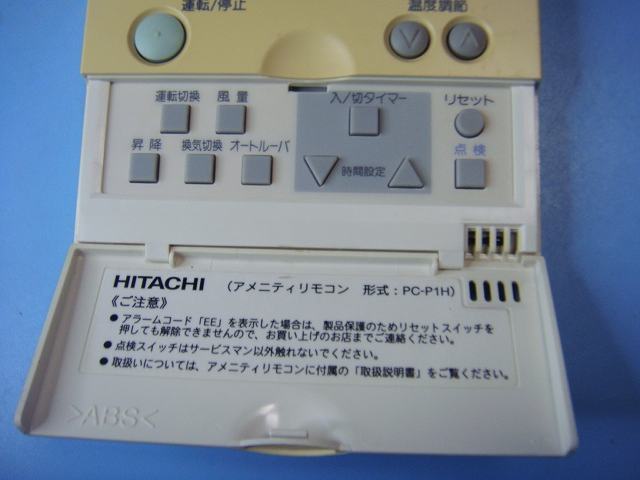 運転/停止
温度調節
運転切換 風量 入/切タイマー リセット
昇降 換気切換 オートルーバ 時間設定 点検
HITACHI (アメニティリモコン 形式：PC-P1H)
《ご注意》
●アラームコード「EE」を表示した場合は、製品保護のためリセットスイッチを
押しても解除できませんので、お買い上げのお店までご連絡ください。
●点検スイッチはサービスマン以外触れないでください。
●取扱いについては、アメニティリモコンに付属の「取扱説明書」をご覧ください。
>ABS<